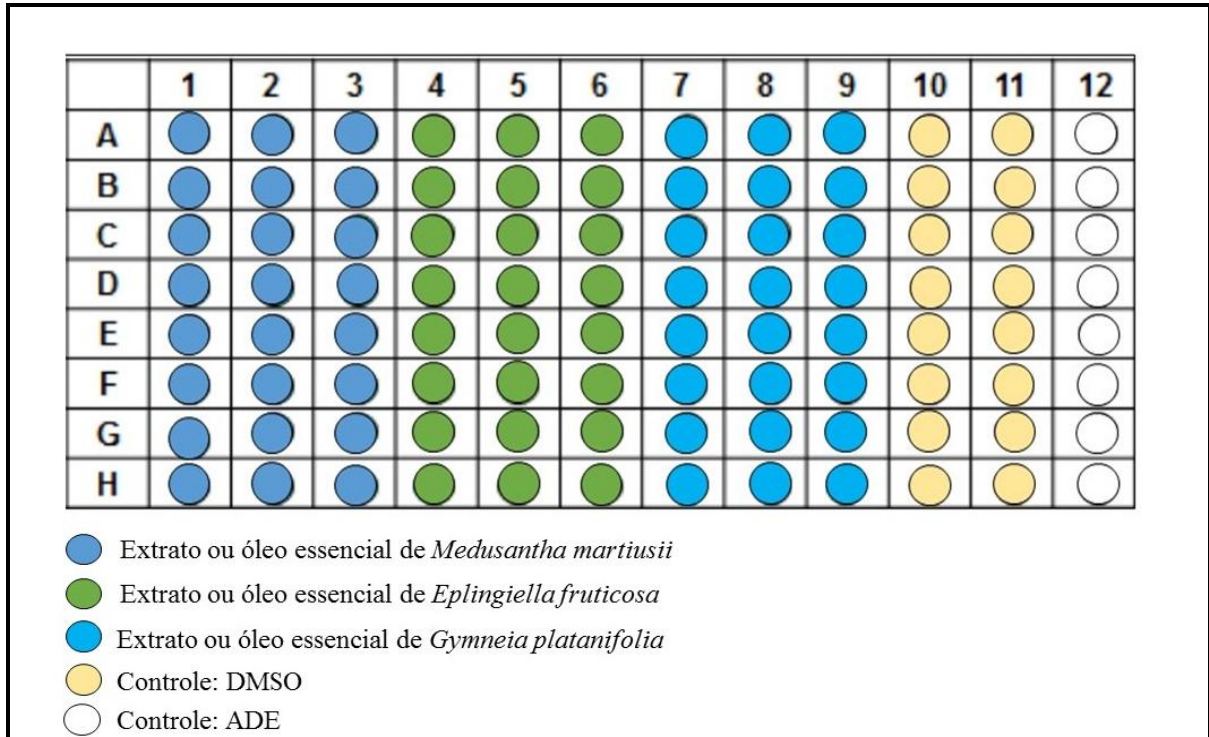 1 2 3 4 5 6 7 8 9 10 11 12
A
B
C
D
E
F
G
H
Extrato ou óleo essencial de Medusantha martiusii
Extrato ou óleo essencial de Eplingiella fruticosa
Extrato ou óleo essencial de Gymneia platanifolia
Controle: DMSO
Controle: ADE